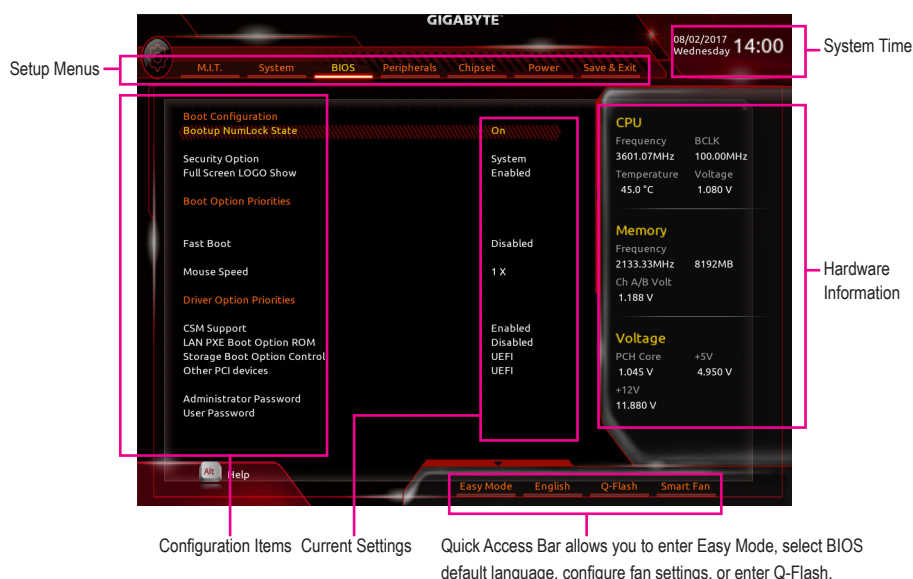 GIGABYTE™
08/02/2017
Wednesday 14:00
System Time
Setup Menus
M.I.T. System BIOS Peripherals Chipset Power Save & Exit
Boot Configuration
Bootup NumLock State On
Security Option System
Full Screen LOGO Show Enabled
Boot Option Priorities
Fast Boot Disabled
Mouse Speed 1 X
Driver Option Priorities
CSM Support Enabled
LAN PXE Boot Option ROM Disabled
Storage Boot Option Control UEFI
Other PCI devices UEFI
Administrator Password
User Password
CPU
Frequency BCLK
3601.07MHz 100.00MHz
Temperature Voltage
45.0 °C 1.080 V
Memory
Frequency
2133.33MHz 8192MB
Ch A/B Volt
1.188 V
Voltage
PCH Core +5V
1.045 V 4.950 V
+12V
11.880 V
Hardware
Information
Alt Help
Easy Mode English Q-Flash Smart Fan
Configuration Items Current Settings
Quick Access Bar allows you to enter Easy Mode, select BIOS
default language, configure fan settings, or enter Q-Flash.